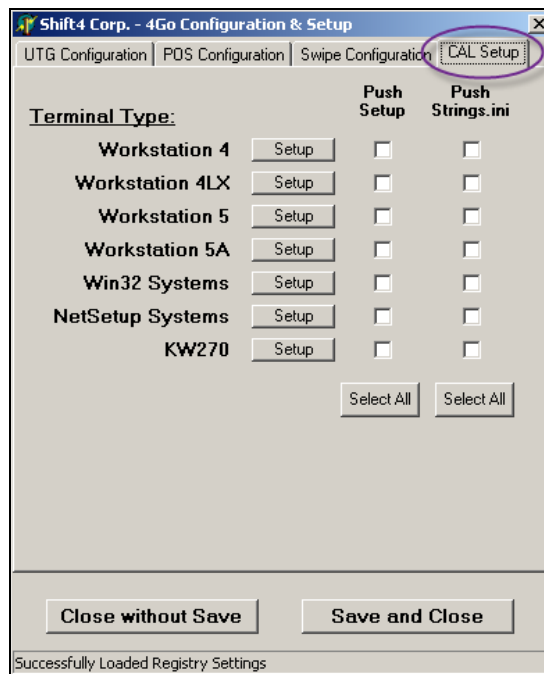 Shift4 Corp. - 4Go Configuration & Setup
UTG Configuration POS Configuration Swipe Configuration CAL Setup
Push Setup Push Strings.ini
Terminal Type:
Workstation 4 Setup
Workstation 4LX Setup
Workstation 5 Setup
Workstation 5A Setup
Win32 Systems Setup
NetSetup Systems Setup
KW270 Setup
Select All Select All
Close without Save Save and Close
Successfully Loaded Registry Settings